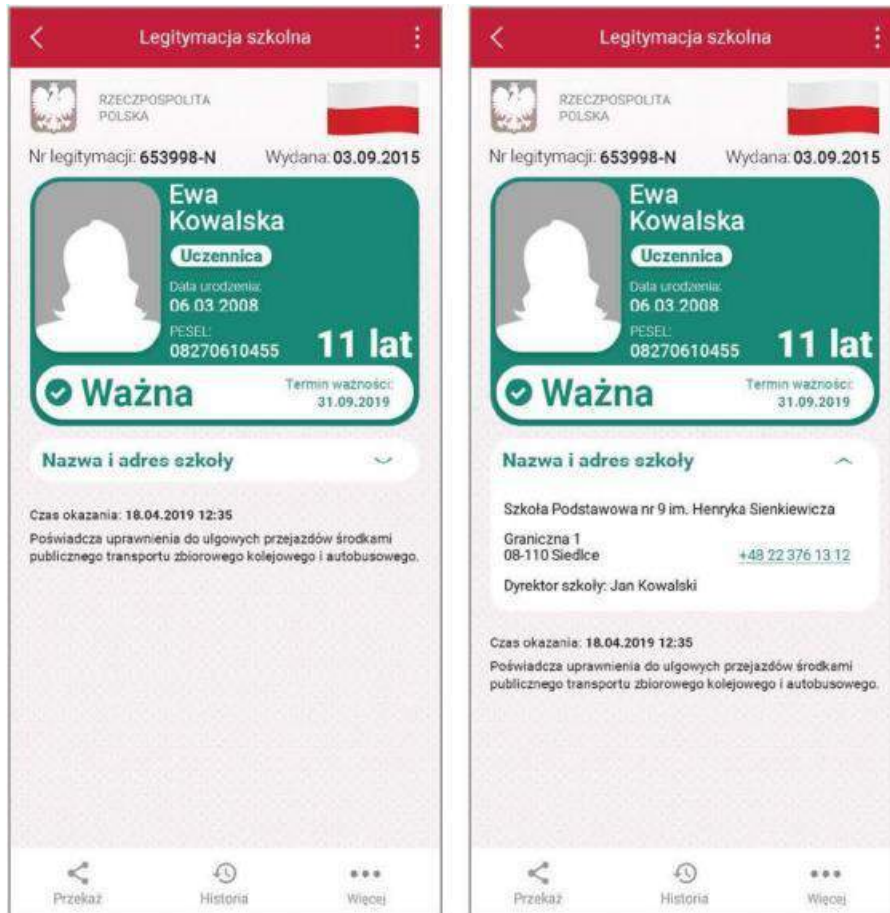 Legitymacja szkolna
RZECZPOSPOLITA
POLSKA
Nr legitymacji: 653998-N Wydana: 03.09.2015
Ewa
Kowalska
Uczennica
Data urodzenia:
06 03 2008
PESEL:
08270610455 11 lat
Ważna
Termin ważności:
31.09.2019
Nazwa i adres szkoły
Czas okazania: 18.04.2019 12:35
Poświadcza uprawnienia do ulgowych przejazdów środkami
publicznego transportu zbiorowego kolejowego i autobusowego.
Przekaż Historia Więcej
Legitymacja szkolna
RZECZPOSPOLITA
POLSKA
Nr legitymacji: 653998-N Wydana: 03.09.2015
Ewa
Kowalska
Uczennica
Data urodzenia:
06 03 2008
PESEL:
08270610455 11 lat
Ważna
Termin ważności:
31.09.2019
Nazwa i adres szkoły
Szkoła Podstawowa nr 9 im. Henryka Sienkiewicza
Graniczna 1
08-110 Siedlce +48 22 376 13 12
Dyrektor szkoły: Jan Kowalski
Czas okazania: 18.04.2019 12:35
Poświadcza uprawnienia do ulgowych przejazdów środkami
publicznego transportu zbiorowego kolejowego i autobusowego.
Przekaż Historia Więcej